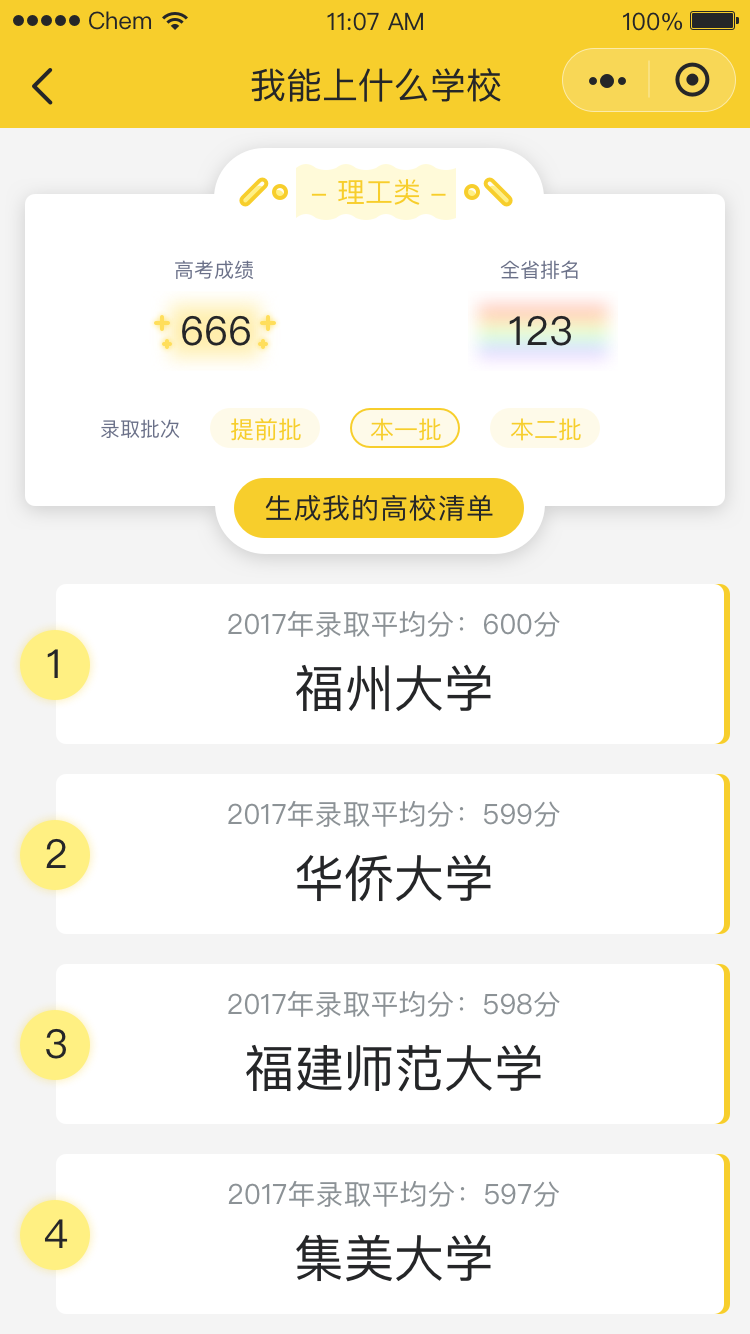 Chem 11:07 AM 100%
我能上什么学校
– 理工类 –
高考成绩 全省排名
666 123
录取批次 提前批 本一批 本二批
生成我的高校清单
2017年录取平均分：600分
1 福州大学
2017年录取平均分：599分
2 华侨大学
2017年录取平均分：598分
3 福建师范大学
2017年录取平均分：597分
4 集美大学